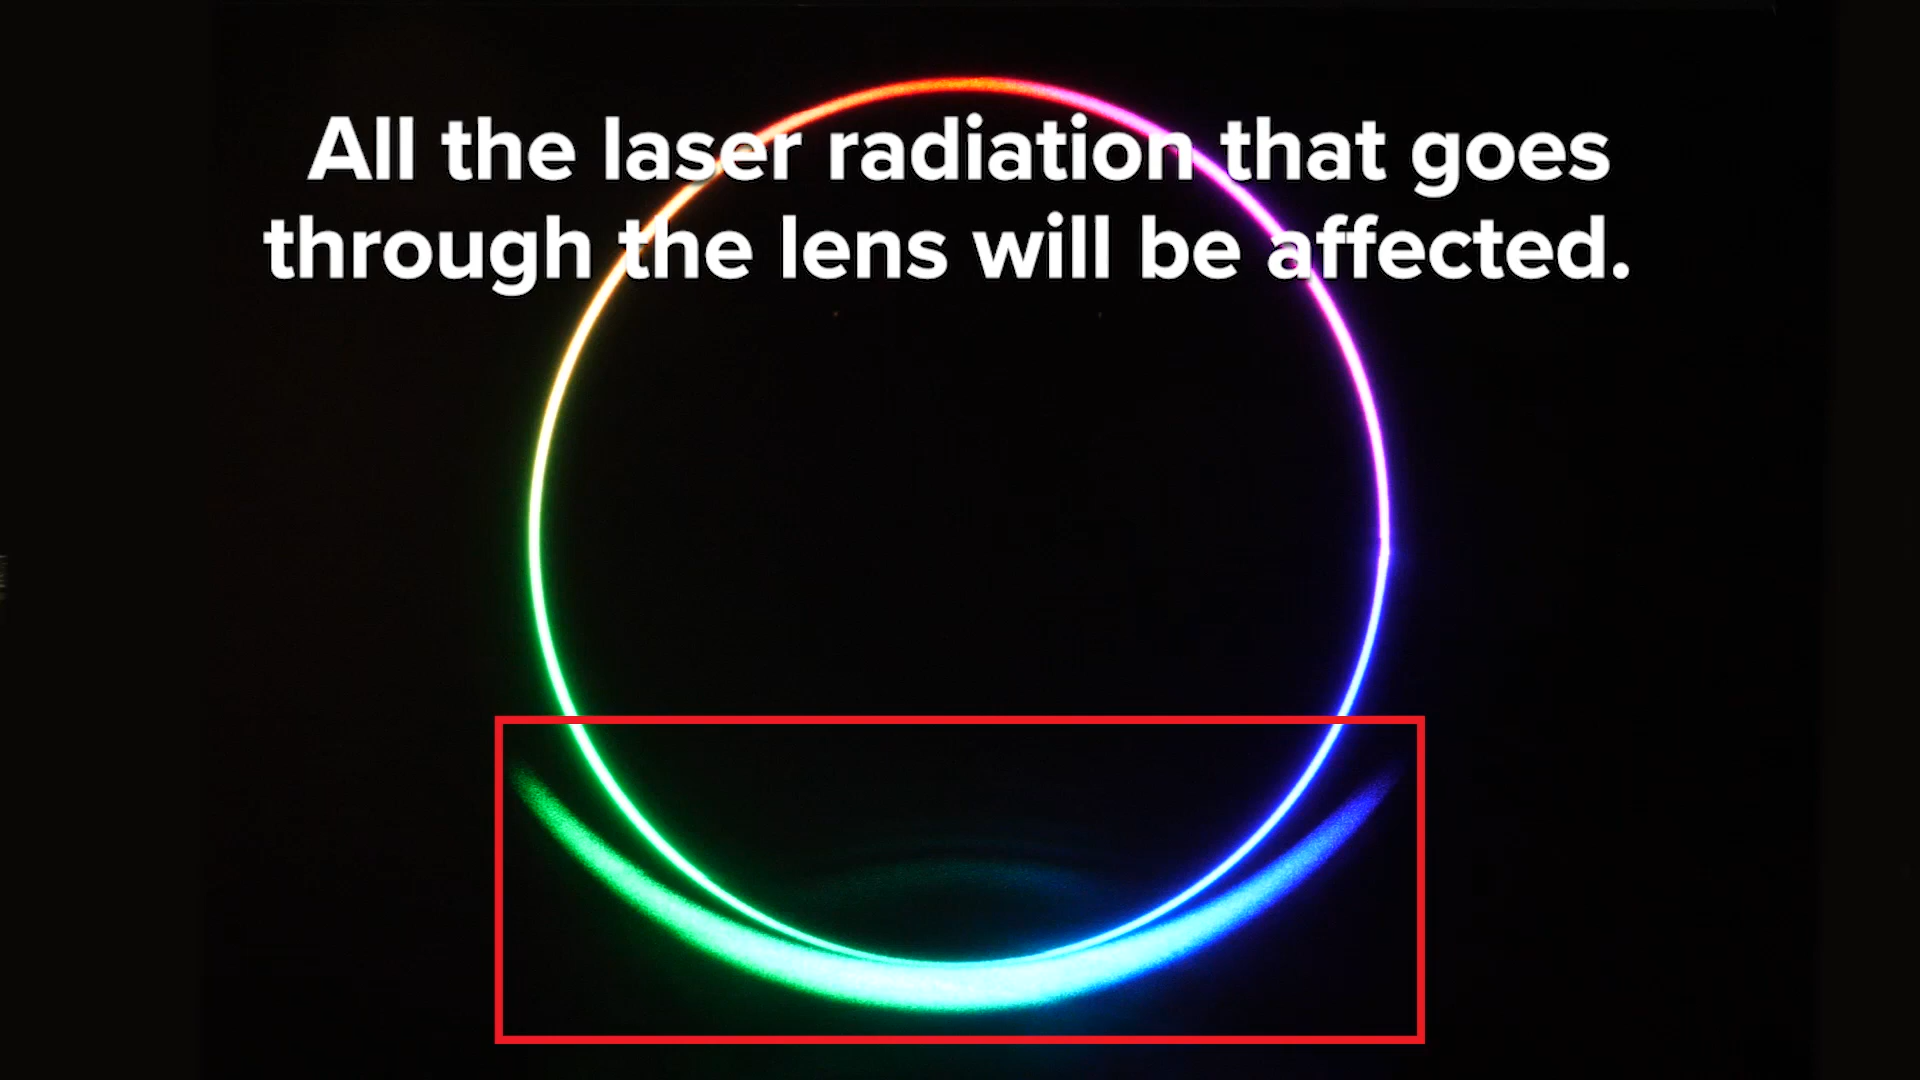 All the laser radiation that goes
through the lens will be affected.